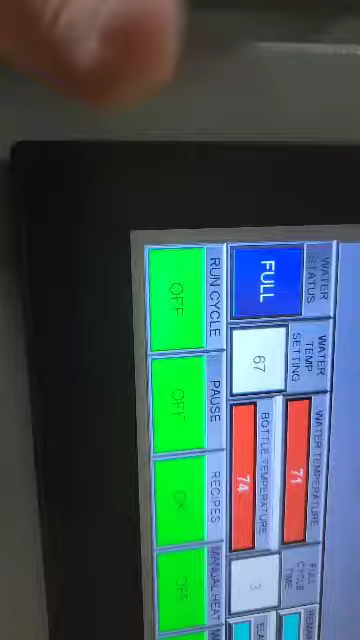 WATER STATUS
FULL
WATER TEMP SETTING
67
WATER TEMPERATURE
71
BOTTLE TEMPERATURE
74
FULL CYCLE TIME
3
RUN CYCLE
OFF
PAUSE
OFF
RECIPES
OK
MANUAL HEAT
OFF